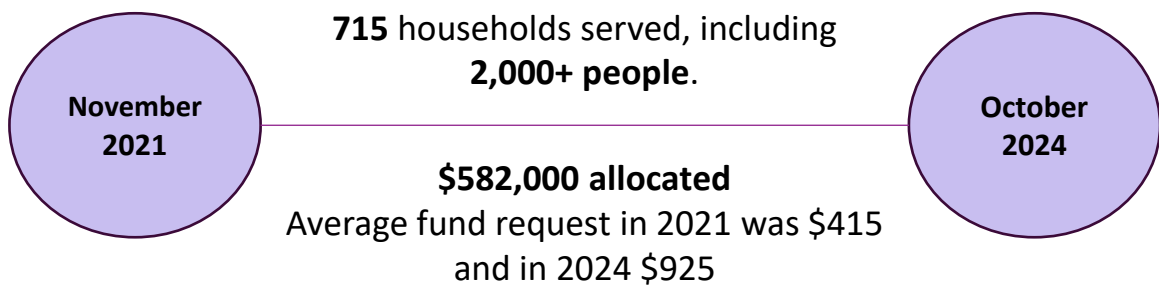 November
2021
715 households served, including
2,000+ people.
$582,000 allocated
Average fund request in 2021 was $415
and in 2024 $925
October
2024